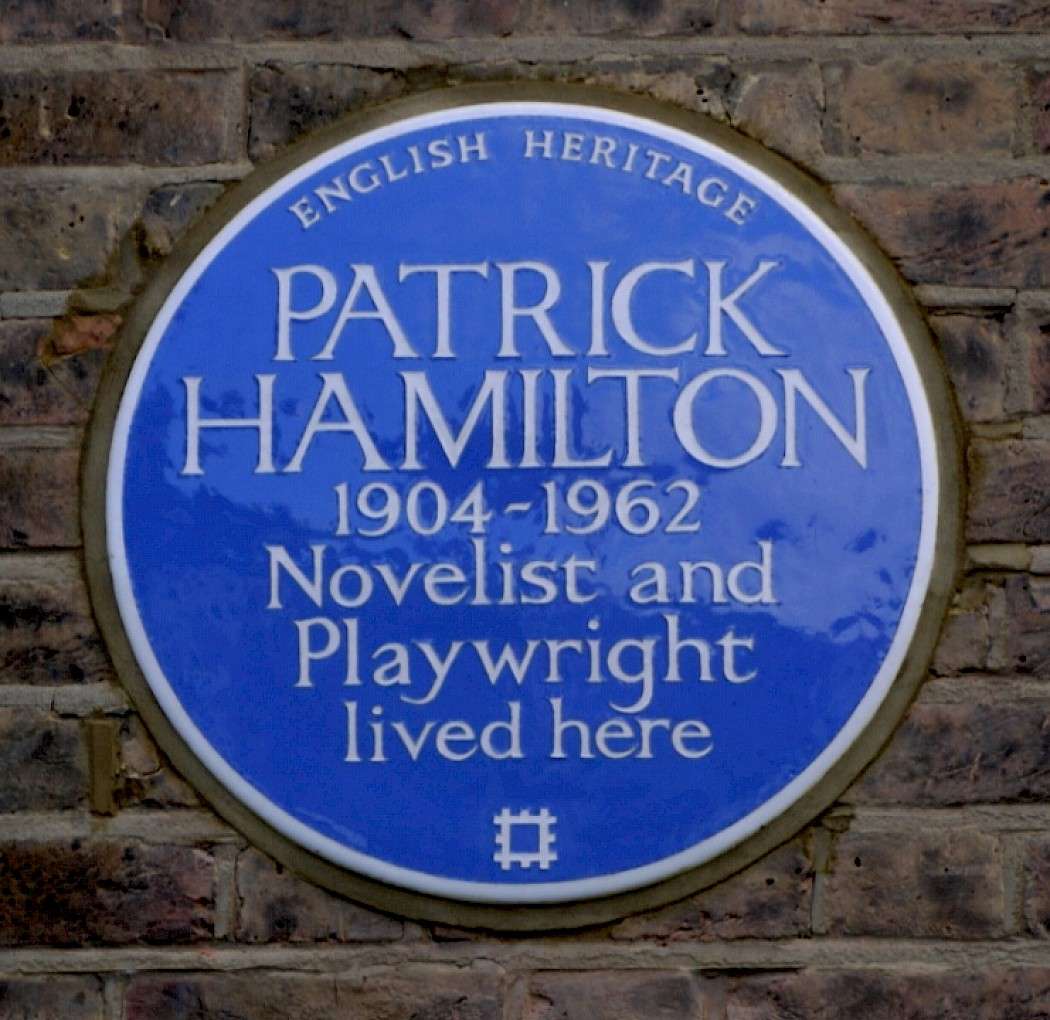 ENGLISH HERITAGE
PATRICK
HAMILTON
1904-1962
Novelist and
Playwright
lived here